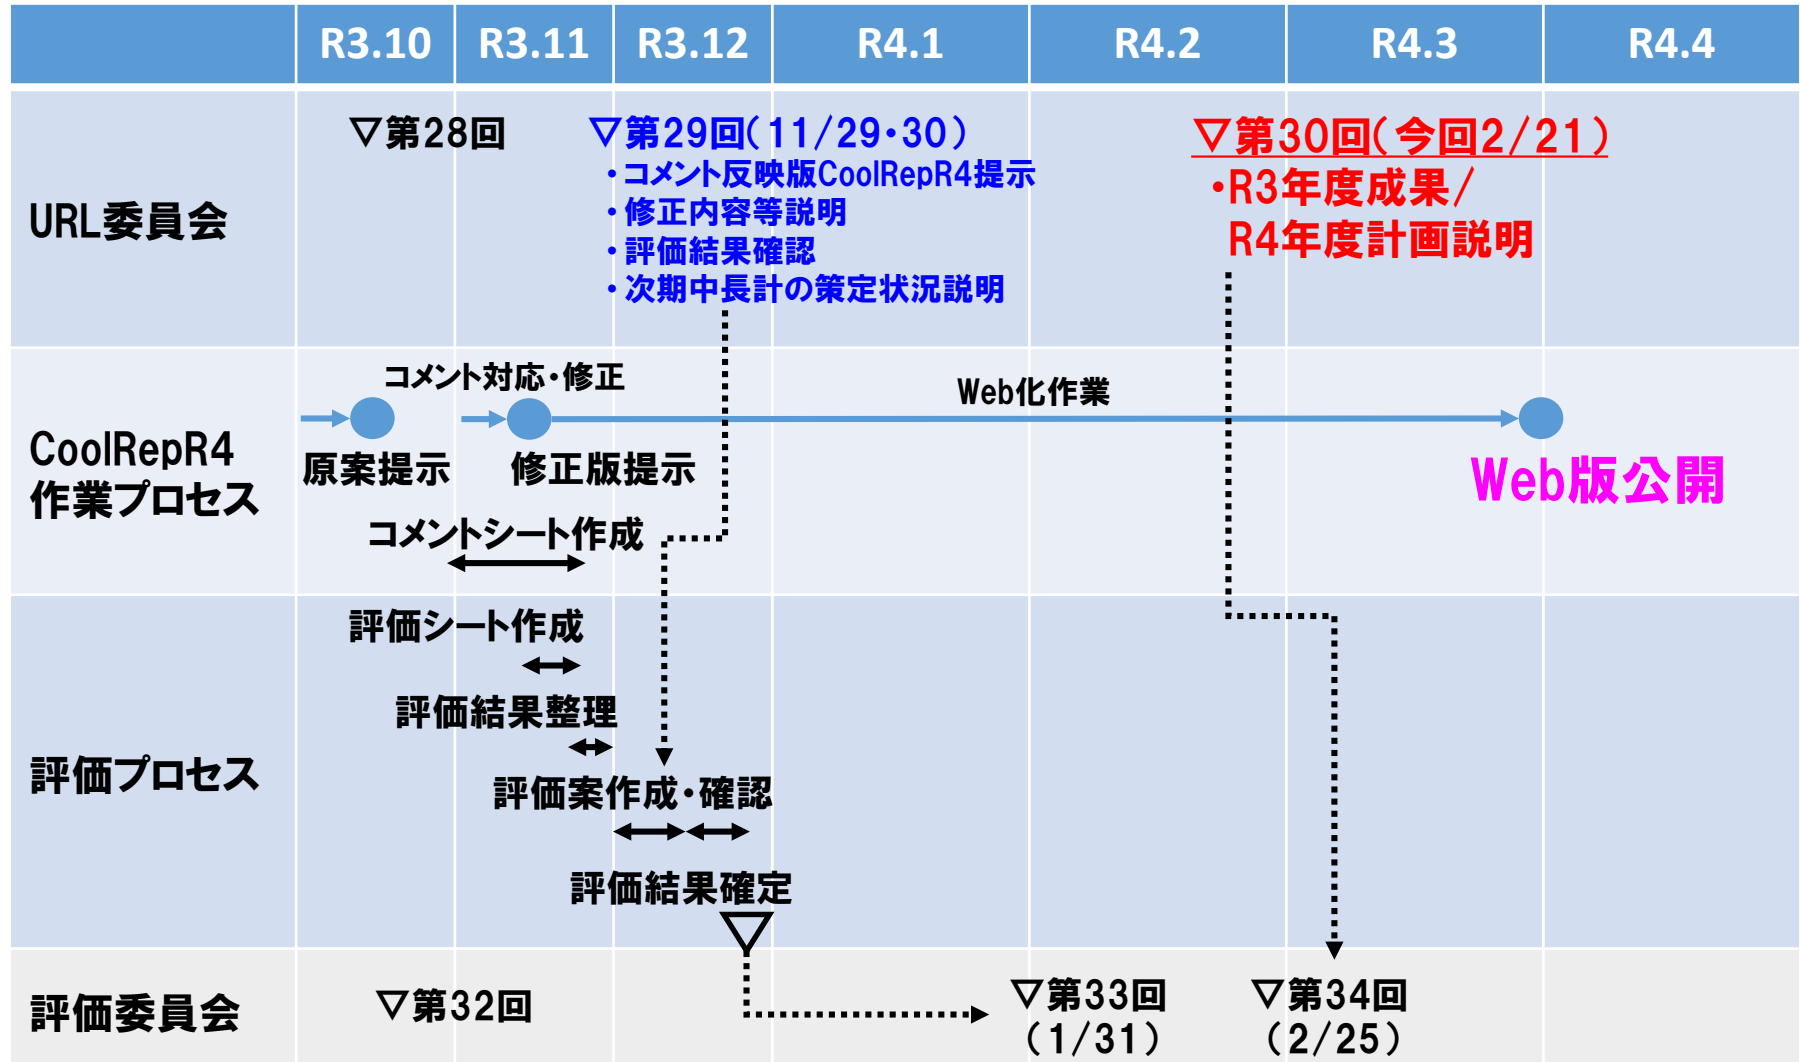 R3.10 R3.11 R3.12 R4.1 R4.2 R4.3 R4.4
URL委員会
▽第28回
▽第29回(11/29・30)
・コメント反映版CoolRepR4提示
・修正内容等説明
・評価結果確認
・次期中長計の策定状況説明
▽第30回(今回2/21)
・R3年度成果/
R4年度計画説明
CoolRepR4
作業プロセス
コメント対応・修正
Web化作業
原案提示
修正版提示
Web版公開
コメントシート作成
評価プロセス
評価シート作成
評価結果整理
評価案作成・確認
評価結果確定
評価委員会
▽第32回
▽第33回
(1/31)
▽第34回
(2/25)